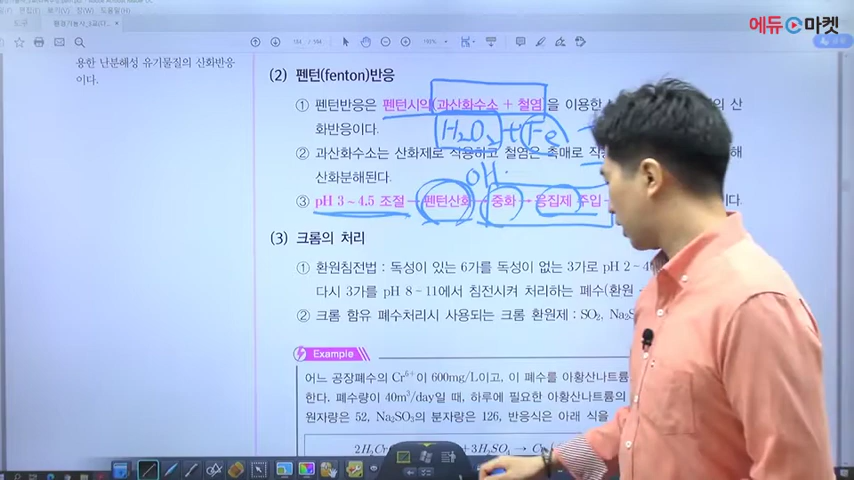 에듀마켓
용한 난분해성 유기물질의 산화반응
이다.
(2) 펜턴(fenton)반응
① 펜턴반응은 펜턴시약(과산화수소 + 철염)을 이용한 의 산
화반응이다.
H₂O₂ + Fe
② 과산화수소는 산화제로 작용하고 철염은 촉매로 해
OH·
산화분해된다.
③ pH 3~4.5 조절 → 펜턴산화 → 중화 → 응집제 주입 다.
(3) 크롬의 처리
① 환원침전법 : 독성이 있는 6가를 독성이 없는 3가로 pH 2~4
다시 3가를 pH 8~11에서 침전시켜 처리하는 폐수(환원
② 크롬 함유 폐수처리시 사용되는 크롬 환원제 : SO₂, Na₂S
Example
어느 공장폐수의 Cr⁶⁺이 600mg/L이고, 이 폐수를 아황산나트륨
한다. 폐수량이 40m³/day일 때, 하루에 필요한 아황산나트륨의
원자량은 52, Na₂SO₃의 분자량은 126, 반응식은 아래 식을
2H₂Cr +3H₂SO₄ → C